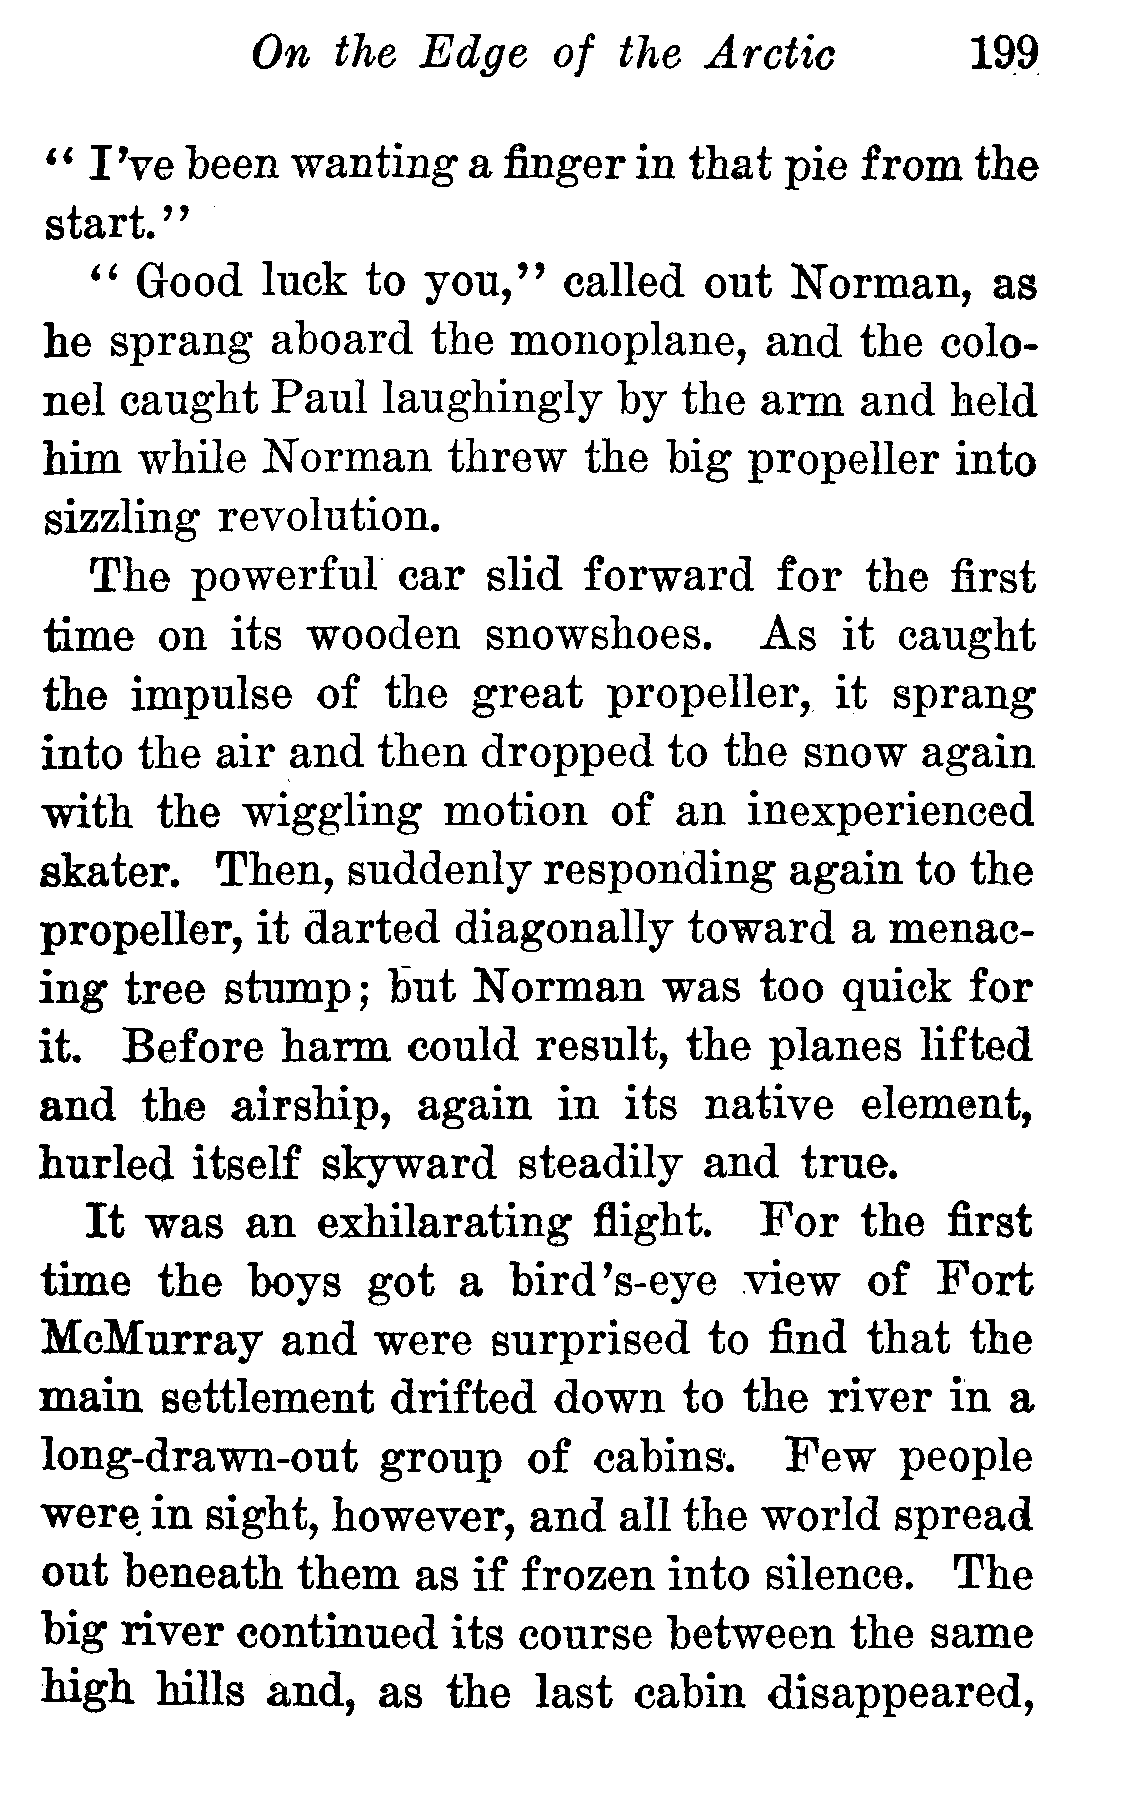 On the Edge of the Arctic 199
“I’ve been wanting a finger in that pie from the
start.”
“Good luck to you,” called out Norman, as
he sprang aboard the monoplane, and the colo-
nel caught Paul laughingly by the arm and held
him while Norman threw the big propeller into
sizzling revolution.
The powerful car slid forward for the first
time on its wooden snowshoes. As it caught
the impulse of the great propeller, it sprang
into the air and then dropped to the snow again
with the wiggling motion of an inexperienced
skater. Then, suddenly responding again to the
propeller, it darted diagonally toward a menac-
ing tree stump; but Norman was too quick for
it. Before harm could result, the planes lifted
and the airship, again in its native element,
hurled itself skyward steadily and true.
It was an exhilarating flight. For the first
time the boys got a bird’s-eye view of Fort
McMurray and were surprised to find that the
main settlement drifted down to the river in a
long-drawn-out group of cabins. Few people
were in sight, however, and all the world spread
out beneath them as if frozen into silence. The
big river continued its course between the same
high hills and, as the last cabin disappeared,